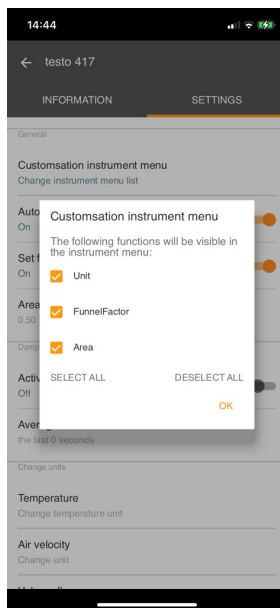 14:44
testo 417
INFORMATION
SETTINGS
General
Customsation instrument menu
Change instrument menu list
Auto
On
Customsation instrument menu
The following functions will be visible in
the instrument menu:
Set f
On
Unit
FunnelFactor
Area
0.50
Area
Damp
SELECT ALL
DESELECT ALL
Activ
Off
OK
Aver
the last 0 seconds
Change units
Temperature
Change temperature unit
Air velocity
Change unit